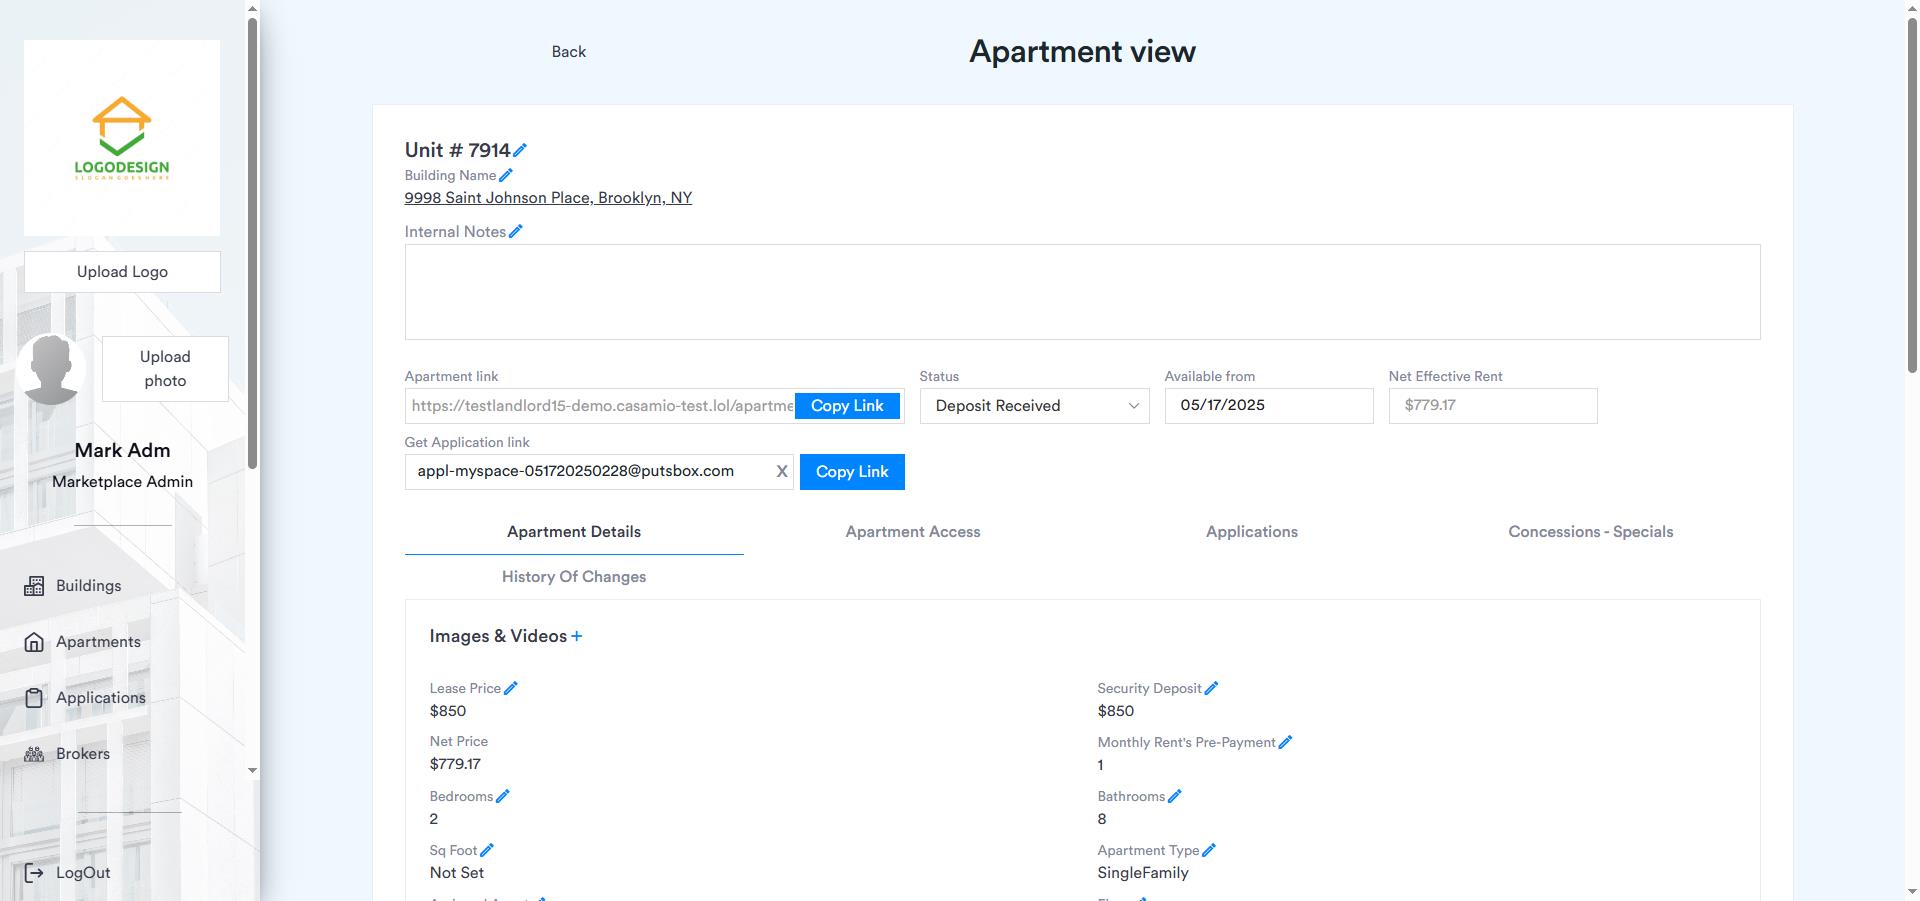 LOGODESIGN
SLOGAN GOES HERE
Upload Logo
Upload
photo
Mark Adm
Marketplace Admin
Buildings
Apartments
Applications
Brokers
LogOut
Back
Apartment view
Unit # 7914
Building Name
9998 Saint Johnson Place, Brooklyn, NY
Internal Notes
Apartment link
https://testlandlord15-demo.casamio-test.lol/apartme
Copy Link
Status
Deposit Received
Available from
05/17/2025
Net Effective Rent
$779.17
Get Application link
appl-myspace-051720250228@putsbox.com
X
Copy Link
Apartment Details
Apartment Access
Applications
Concessions - Specials
History Of Changes
Images & Videos +
Lease Price
$850
Security Deposit
$850
Net Price
$779.17
Monthly Rent's Pre-Payment
1
Bedrooms
2
Bathrooms
8
Sq Foot
Not Set
Apartment Type
SingleFamily